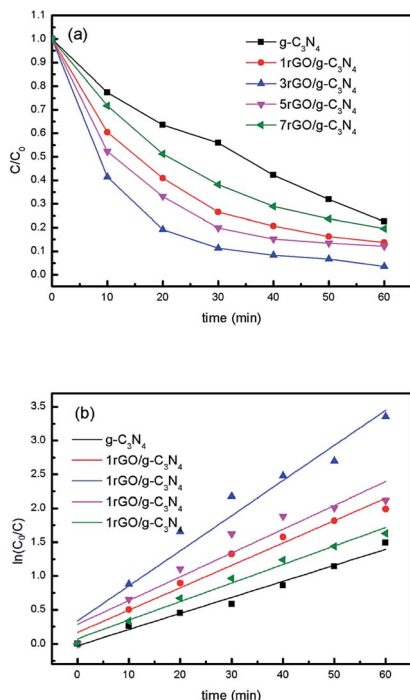 (a)
g-C₃N₄
1rGO/g-C₃N₄
3rGO/g-C₃N₄
5rGO/g-C₃N₄
7rGO/g-C₃N₄
C/C₀
1.0
0.9
0.8
0.7
0.6
0.5
0.4
0.3
0.2
0.1
0.0
0 10 20 30 40 50 60
time (min)
(b)
g-C₃N₄
1rGO/g-C₃N₄
1rGO/g-C₃N₄
1rGO/g-C₃N₄
1rGO/g-C₃N₄
ln(C₀/C)
3.5
3.0
2.5
2.0
1.5
1.0
0.5
0.0
0 10 20 30 40 50 60
time (min)